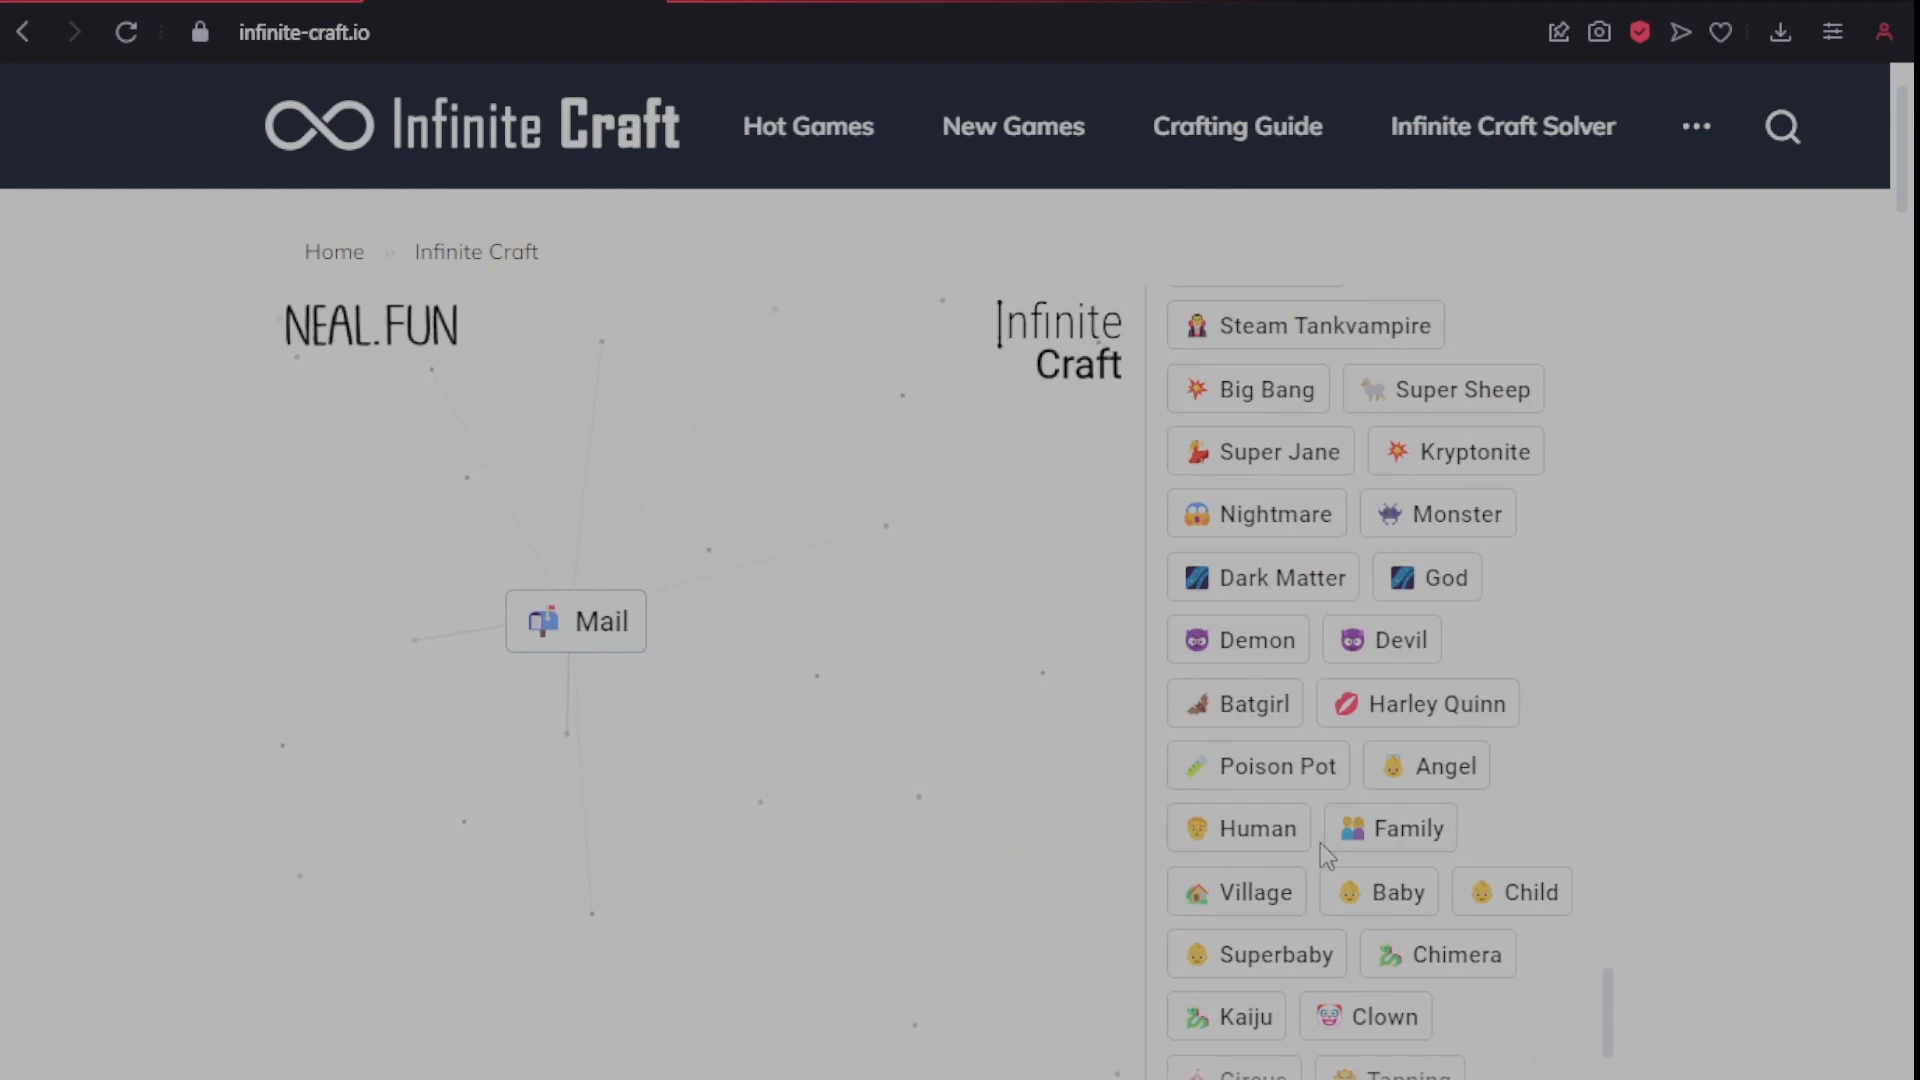 infinite-craft.io
Infinite Craft
Hot Games
New Games
Crafting Guide
Infinite Craft Solver
Home » Infinite Craft
NEAL.FUN
Infinite
Craft
Mail
Steam Tankvampire
Big Bang
Super Sheep
Super Jane
Kryptonite
Nightmare
Monster
Dark Matter
God
Demon
Devil
Batgirl
Harley Quinn
Poison Pot
Angel
Human
Family
Village
Baby
Child
Superbaby
Chimera
Kaiju
Clown
Circus